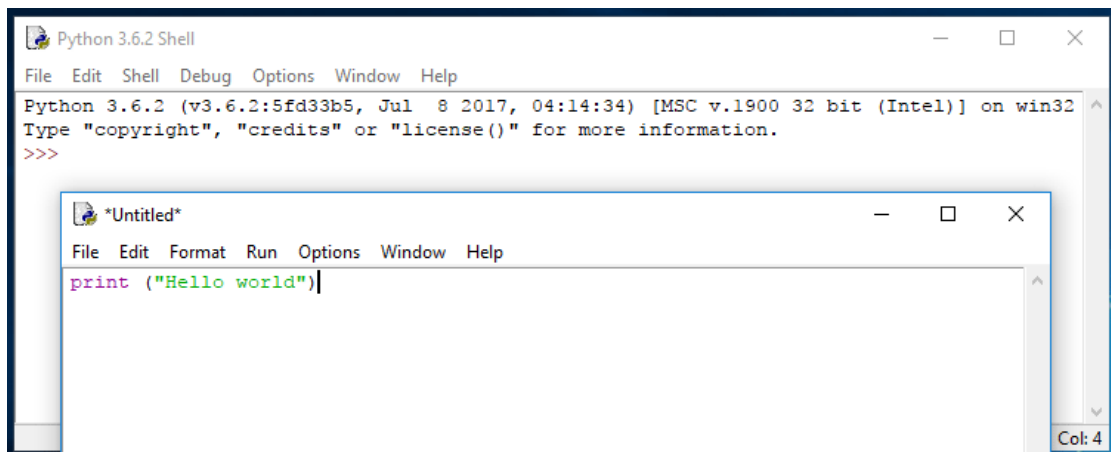 Python 3.6.2 Shell
File Edit Shell Debug Options Window Help
Python 3.6.2 (v3.6.2:5fd33b5, Jul  8 2017, 04:14:34) [MSC v.1900 32 bit (Intel)] on win32
Type "copyright", "credits" or "license()" for more information.
>>>
*Untitled*
File Edit Format Run Options Window Help
print ("Hello world")
Col: 4